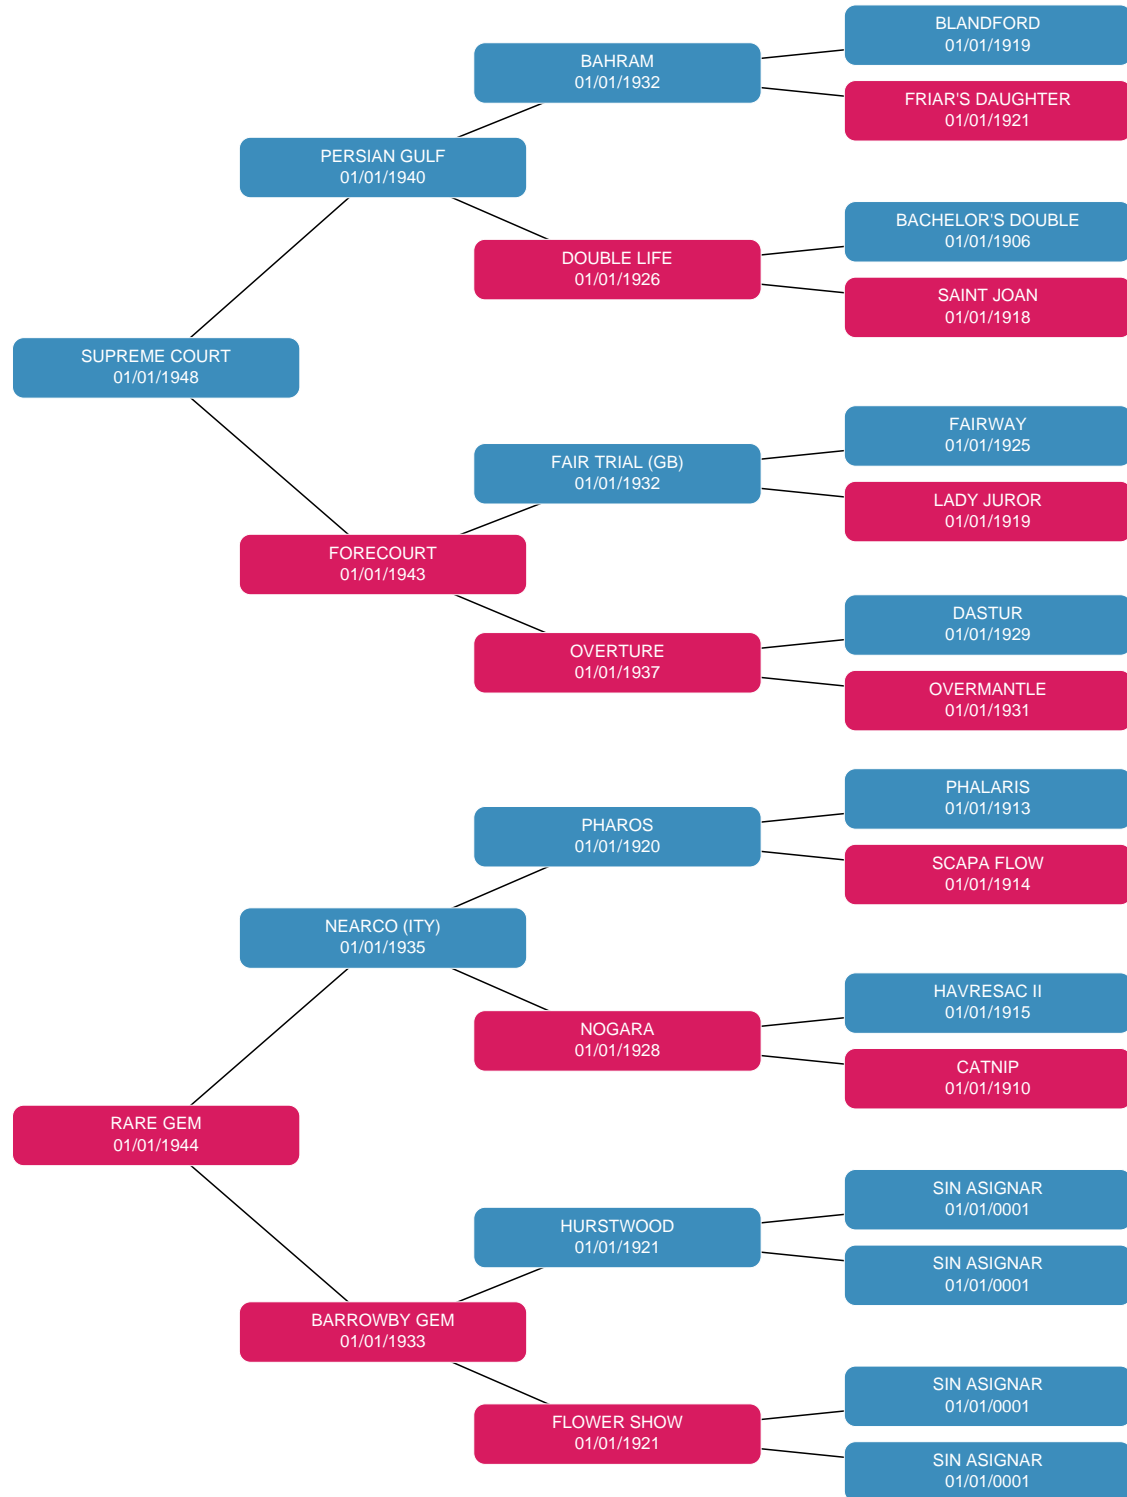 BLANDFORD
01/01/1919
BAHRAM
01/01/1932
FRIAR'S DAUGHTER
01/01/1921
PERSIAN GULF
01/01/1940
BACHELOR'S DOUBLE
01/01/1906
DOUBLE LIFE
01/01/1926
SAINT JOAN
01/01/1918
SUPREME COURT
01/01/1948
FAIRWAY
01/01/1925
FAIR TRIAL (GB)
01/01/1932
LADY JUROR
01/01/1919
FORECOURT
01/01/1943
DASTUR
01/01/1929
OVERTURE
01/01/1937
OVERMANTLE
01/01/1931
PHALARIS
01/01/1913
PHAROS
01/01/1920
SCAPA FLOW
01/01/1914
NEARCO (ITY)
01/01/1935
HAVRESAC II
01/01/1915
NOGARA
01/01/1928
CATNIP
01/01/1910
RARE GEM
01/01/1944
SIN ASIGNAR
01/01/0001
HURSTWOOD
01/01/1921
SIN ASIGNAR
01/01/0001
BARROWBY GEM
01/01/1933
SIN ASIGNAR
01/01/0001
FLOWER SHOW
01/01/1921
SIN ASIGNAR
01/01/0001